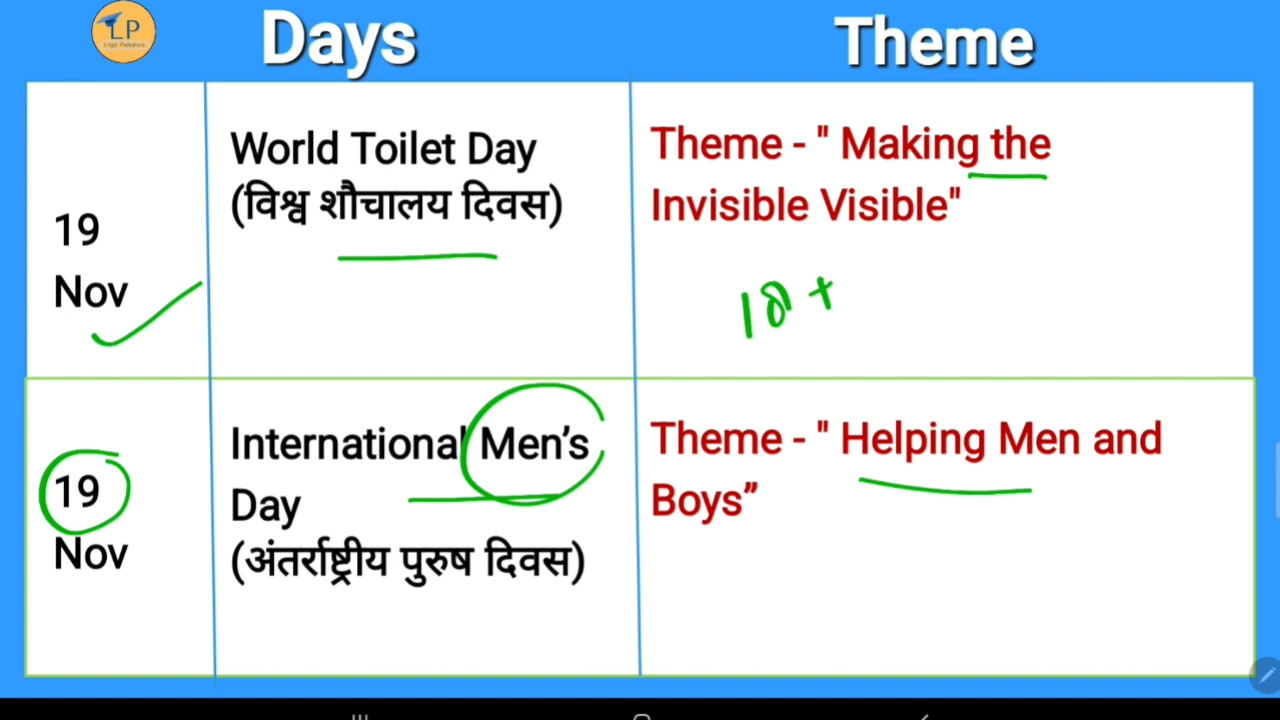 LP
Days
Theme
19
Nov
World Toilet Day
(विश्व शौचालय दिवस)
Theme - " Making the
Invisible Visible"
18 +
19
Nov
International Men’s
Day
(अंतर्राष्ट्रीय पुरुष दिवस)
Theme - " Helping Men and
Boys”